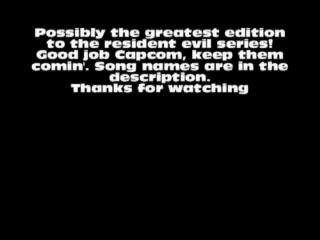 Possibly the greatest edition
to the resident evil series!
Good job Capcom, keep them
comin'. Song names are in the
description.
Thanks for watching